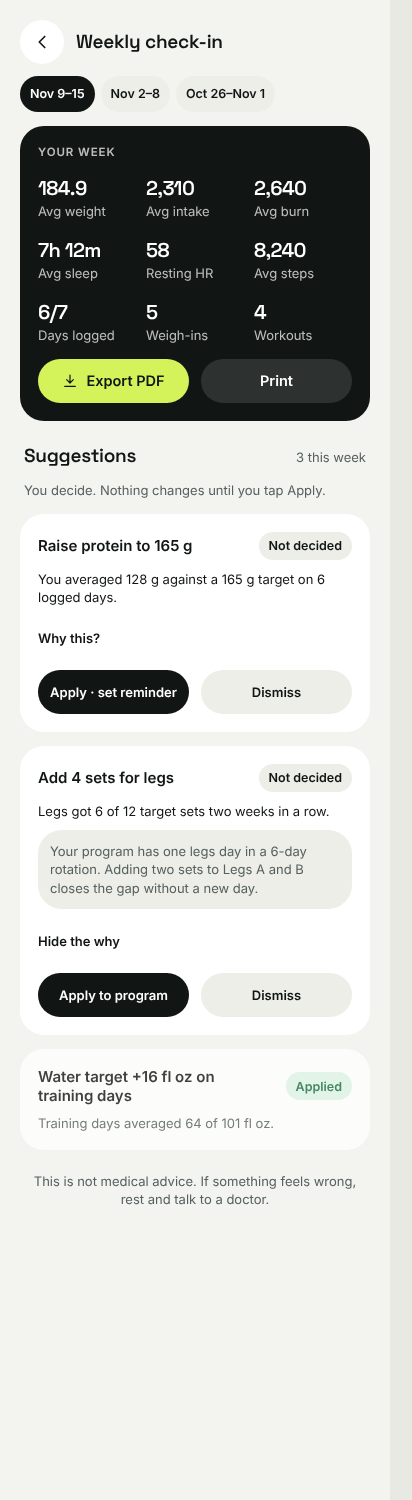 Weekly check-in
Nov 9–15
Nov 2–8
Oct 26–Nov 1
YOUR WEEK
184.9
2,310
2,640
Avg weight
Avg intake
Avg burn
7h 12m
58
8,240
Avg sleep
Resting HR
Avg steps
6/7
5
4
Days logged
Weigh-ins
Workouts
Export PDF
Print
Suggestions
3 this week
You decide. Nothing changes until you tap Apply.
Raise protein to 165 g
Not decided
You averaged 128 g against a 165 g target on 6
logged days.
Why this?
Apply · set reminder
Dismiss
Add 4 sets for legs
Not decided
Legs got 6 of 12 target sets two weeks in a row.
Your program has one legs day in a 6-day
rotation. Adding two sets to Legs A and B
closes the gap without a new day.
Hide the why
Apply to program
Dismiss
Water target +16 fl oz on
training days
Applied
Training days averaged 64 of 101 fl oz.
This is not medical advice. If something feels wrong,
rest and talk to a doctor.